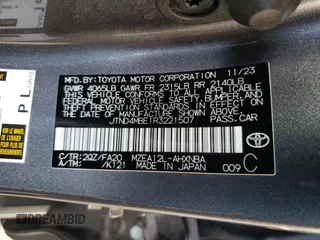 MFD.BY:TOYOTA MOTOR CORPORATION 11/23
GVWR 4065LB GAWR FR 2315LB RR 2140LB
THIS VEHICLE CONFORMS TO ALL APPLICABLE
FEDERAL MOTOR VEHICLE SAFETY, BUMPER, AND
THEFT PREVENTION STANDARDS IN EFFECT ON
THE DATE OF MANUFACTURE SHOWN ABOVE.
JTND4MBE1R3221507 PASS.CAR
TOYOTA
C/TR: 2QZ/FA20 MZEA12L-AHXNBA
A/TM: /K121 MADE IN JAPAN 009 C
P L
DREAMBID